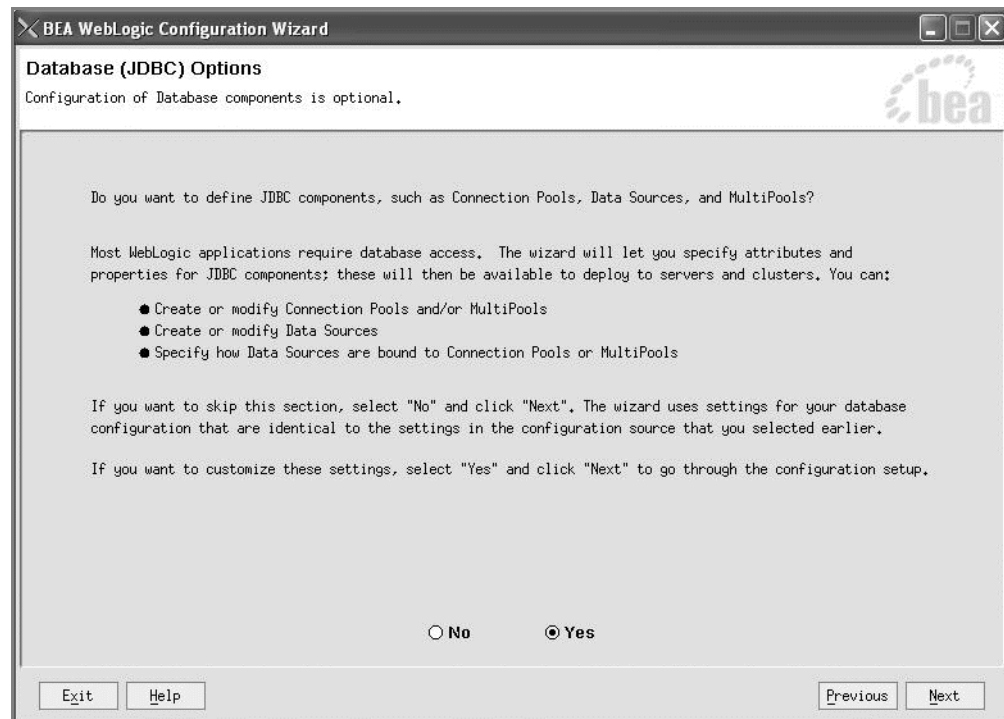 BEA WebLogic Configuration Wizard
Database (JDBC) Options
Configuration of Database components is optional.
bea
Do you want to define JDBC components, such as Connection Pools, Data Sources, and MultiPools?
Most WebLogic applications require database access. The wizard will let you specify attributes and
properties for JDBC components; these will then be available to deploy to servers and clusters. You can:
Create or modify Connection Pools and/or MultiPools
Create or modify Data Sources
Specify how Data Sources are bound to Connection Pools or MultiPools
If you want to skip this section, select "No" and click "Next". The wizard uses settings for your database
configuration that are identical to the settings in the configuration source that you selected earlier.
If you want to customize these settings, select "Yes" and click "Next" to go through the configuration setup.
No Yes
Exit Help Previous Next